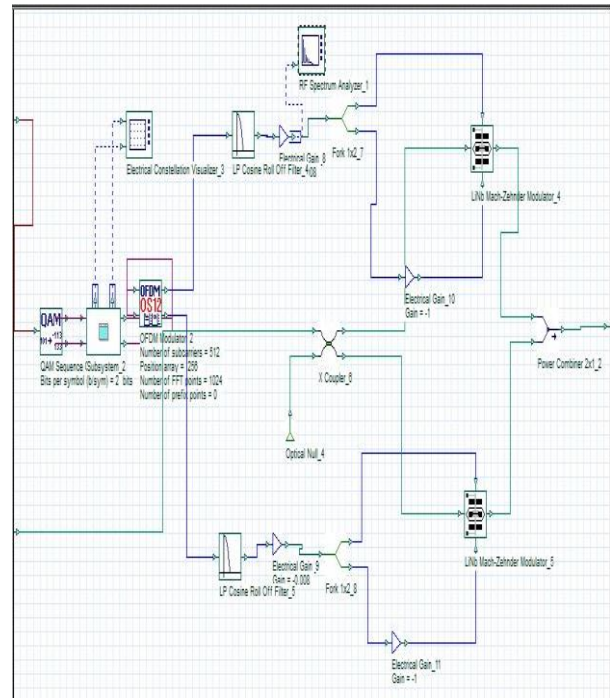 RF Spectrum Analyzer_1
Electrical Constellation Visualizer_3
LP Cosine Roll Off Filter_4
Electrical Gain_8
Fork 1x2_7
LiNb Mach-Zehnder Modulator_4
QAM
OFDM
OS12
Electrical Gain_10
Gain = -1
QAM Sequence
Subsystem_2
Bits per symbol (b/sym) = 2 bits
OFDM Modulator_2
Number of subcarriers = 512
Position array = 256
Number of FFT points = 1024
Number of prefix points = 0
X Coupler_6
Power Combiner 2x1_2
Optical Null_4
LP Cosine Roll Off Filter_5
Electrical Gain_9
Gain = -0.008
Fork 1x2_8
LiNb Mach-Zehnder Modulator_5
Electrical Gain_11
Gain = -1